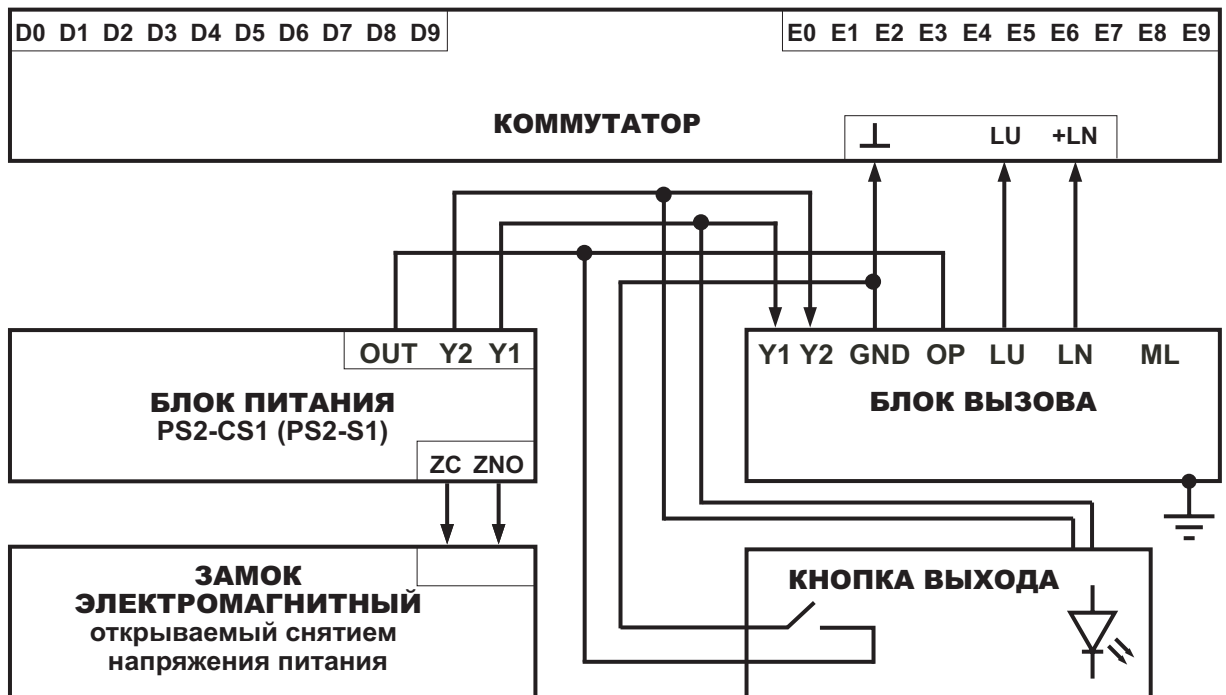 D0 D1 D2 D3 D4 D5 D6 D7 D8 D9
E0 E1 E2 E3 E4 E5 E6 E7 E8 E9
КОММУТАТОР
LU +LN
OUT Y2 Y1
БЛОК ПИТАНИЯ
PS2-CS1 (PS2-S1)
ZC ZNO
Y1 Y2 GND OP LU LN ML
БЛОК ВЫЗОВА
ЗАМОК
ЭЛЕКТРОМАГНИТНЫЙ
открываемый снятием
напряжения питания
КНОПКА ВЫХОДА